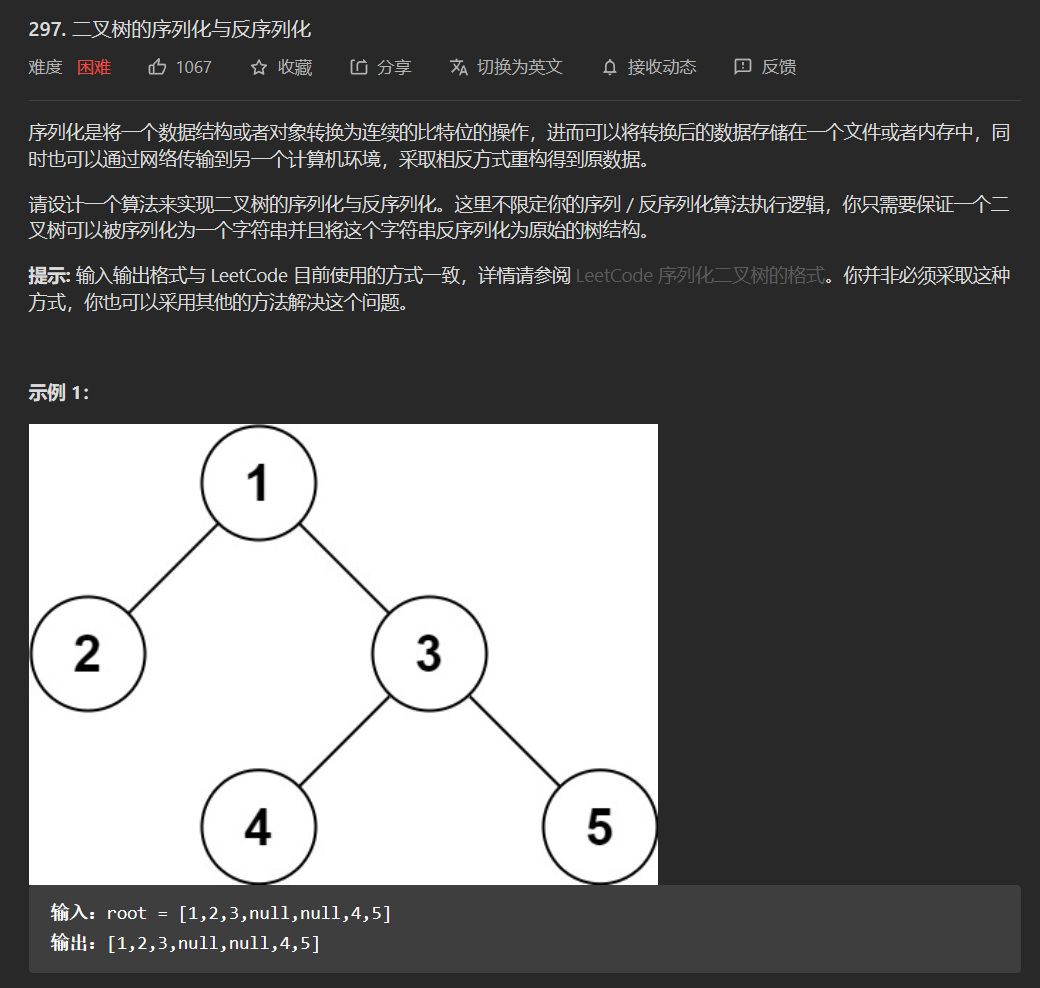 297. 二叉树的序列化与反序列化
难度 困难 1067 收藏 分享 切换为英文 接收动态 反馈
序列化是将一个数据结构或者对象转换为连续的比特位的操作，进而可以将转换后的数据存储在一个文件或者内存中，同
时也可以通过网络传输到另一个计算机环境，采取相反方式重构得到原数据。
请设计一个算法来实现二叉树的序列化与反序列化。这里不限定你的序列 / 反序列化算法执行逻辑，你只需要保证一个二
叉树可以被序列化为一个字符串并且将这个字符串反序列化为原始的树结构。
提示: 输入输出格式与 LeetCode 目前使用的方式一致，详情请参阅 LeetCode 序列化二叉树的格式。你并非必须采取这种
方式，你也可以采用其他的方法解决这个问题。
示例 1：
1
2 3
4 5
输入：root = [1,2,3,null,null,4,5]
输出：[1,2,3,null,null,4,5]